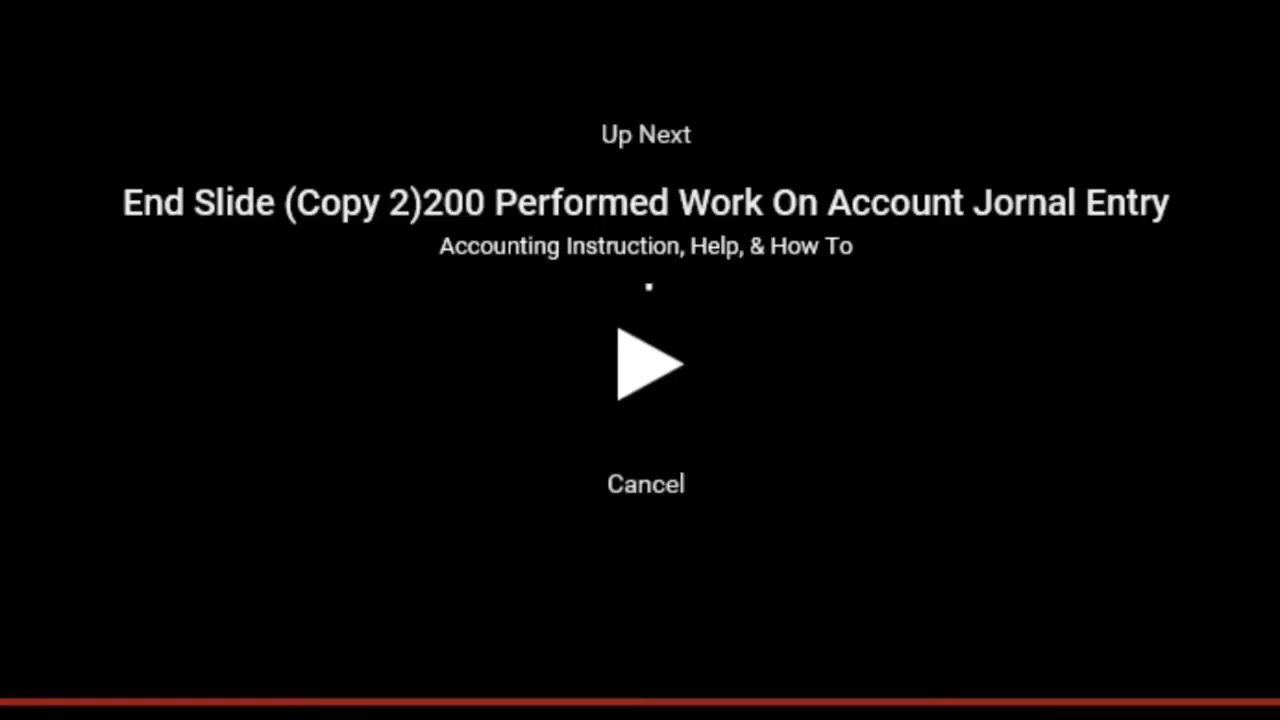 Up Next
End Slide (Copy 2)200 Performed Work On Account Jornal Entry
Accounting Instruction, Help, & How To
Cancel